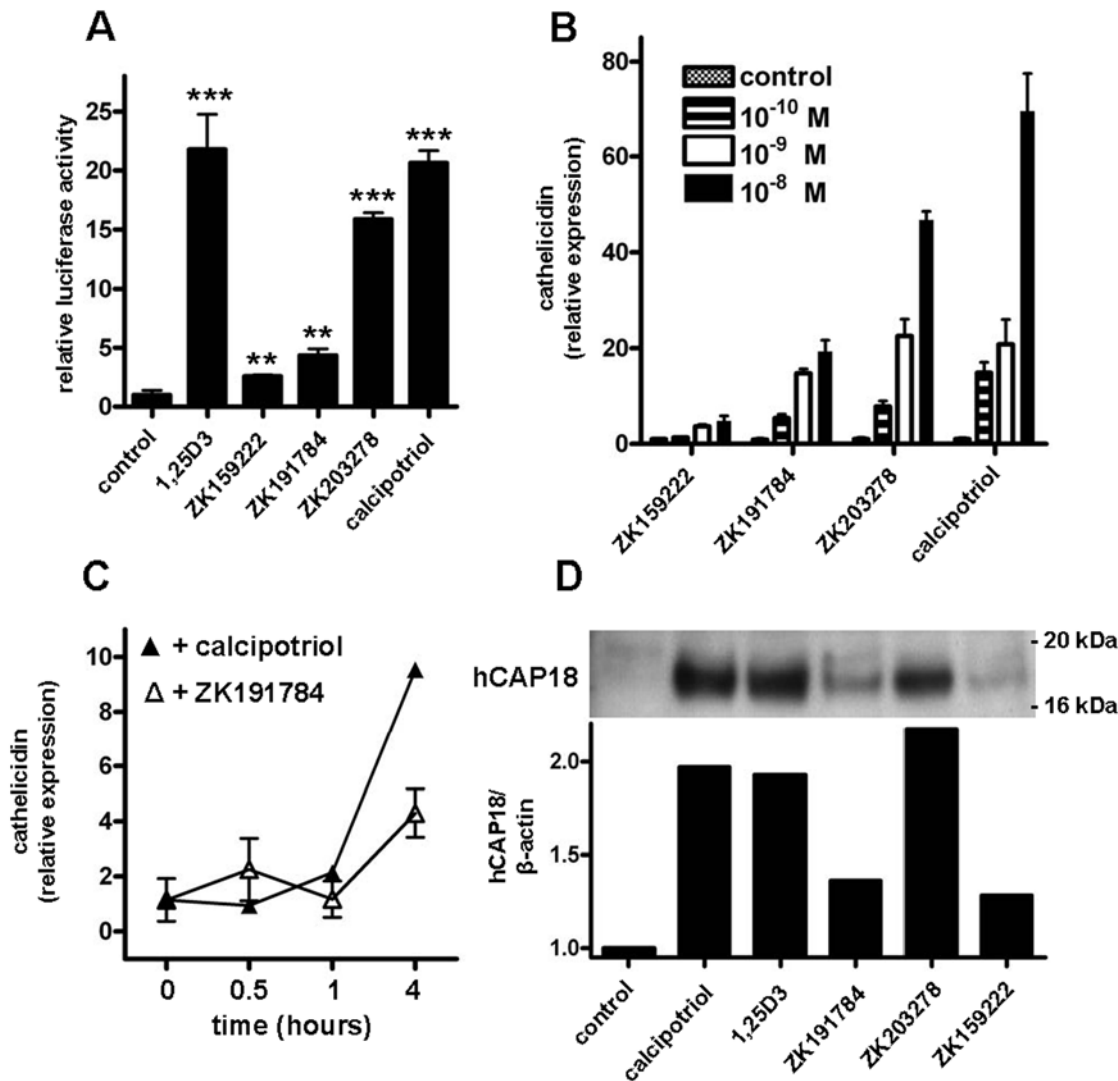 A
relative luciferase activity
25
20
15
10
5
0
***
**
**
***
***
control
1,25D3
ZK159222
ZK191784
ZK203278
calcipotriol
B
cathelicidin
(relative expression)
80
60
40
20
0
control
10-10 M
10-9 M
10-8 M
ZK159222
ZK191784
ZK203278
calcipotriol
C
+ calcipotriol
+ ZK191784
cathelicidin
(relative expression)
10
8
6
4
2
0
0 0.5 1 4
time (hours)
D
hCAP18
- 20 kDa
- 16 kDa
hCAP18/
β-actin
2.0
1.5
1.0
control
calcipotriol
1,25D3
ZK191784
ZK203278
ZK159222